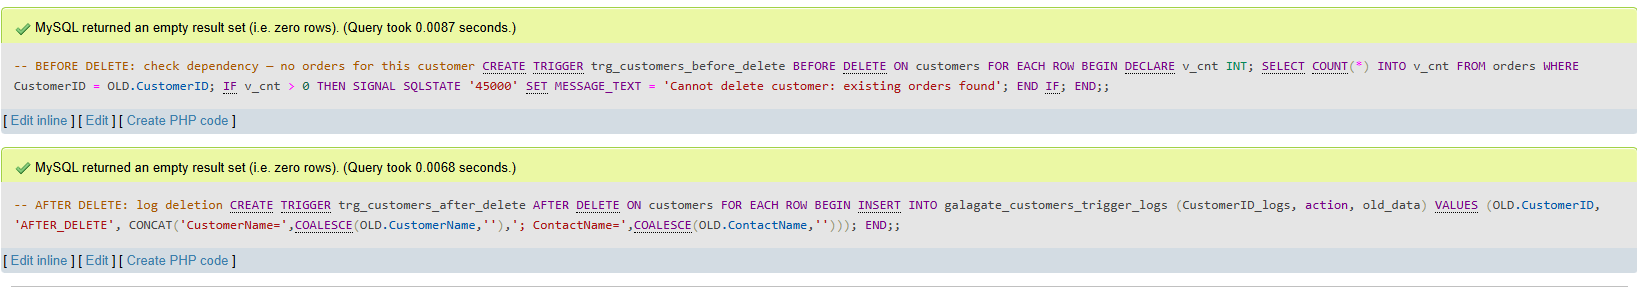 MySQL returned an empty result set (i.e. zero rows). (Query took 0.0087 seconds.)
-- BEFORE DELETE: check dependency — no orders for this customer CREATE TRIGGER trg_customers_before_delete BEFORE DELETE ON customers FOR EACH ROW BEGIN DECLARE v_cnt INT; SELECT COUNT(*) INTO v_cnt FROM orders WHERE
CustomerID = OLD.CustomerID; IF v_cnt > 0 THEN SIGNAL SQLSTATE '45000' SET MESSAGE_TEXT = 'Cannot delete customer: existing orders found'; END IF; END;;
[ Edit inline ] [ Edit ] [ Create PHP code ]
MySQL returned an empty result set (i.e. zero rows). (Query took 0.0068 seconds.)
-- AFTER DELETE: log deletion CREATE TRIGGER trg_customers_after_delete AFTER DELETE ON customers FOR EACH ROW BEGIN INSERT INTO galagate_customers_trigger_logs (CustomerID_logs, action, old_data) VALUES (OLD.CustomerID,
'AFTER_DELETE', CONCAT('CustomerName=',COALESCE(OLD.CustomerName,''),'; ContactName=',COALESCE(OLD.ContactName,''))); END;;
[ Edit inline ] [ Edit ] [ Create PHP code ]